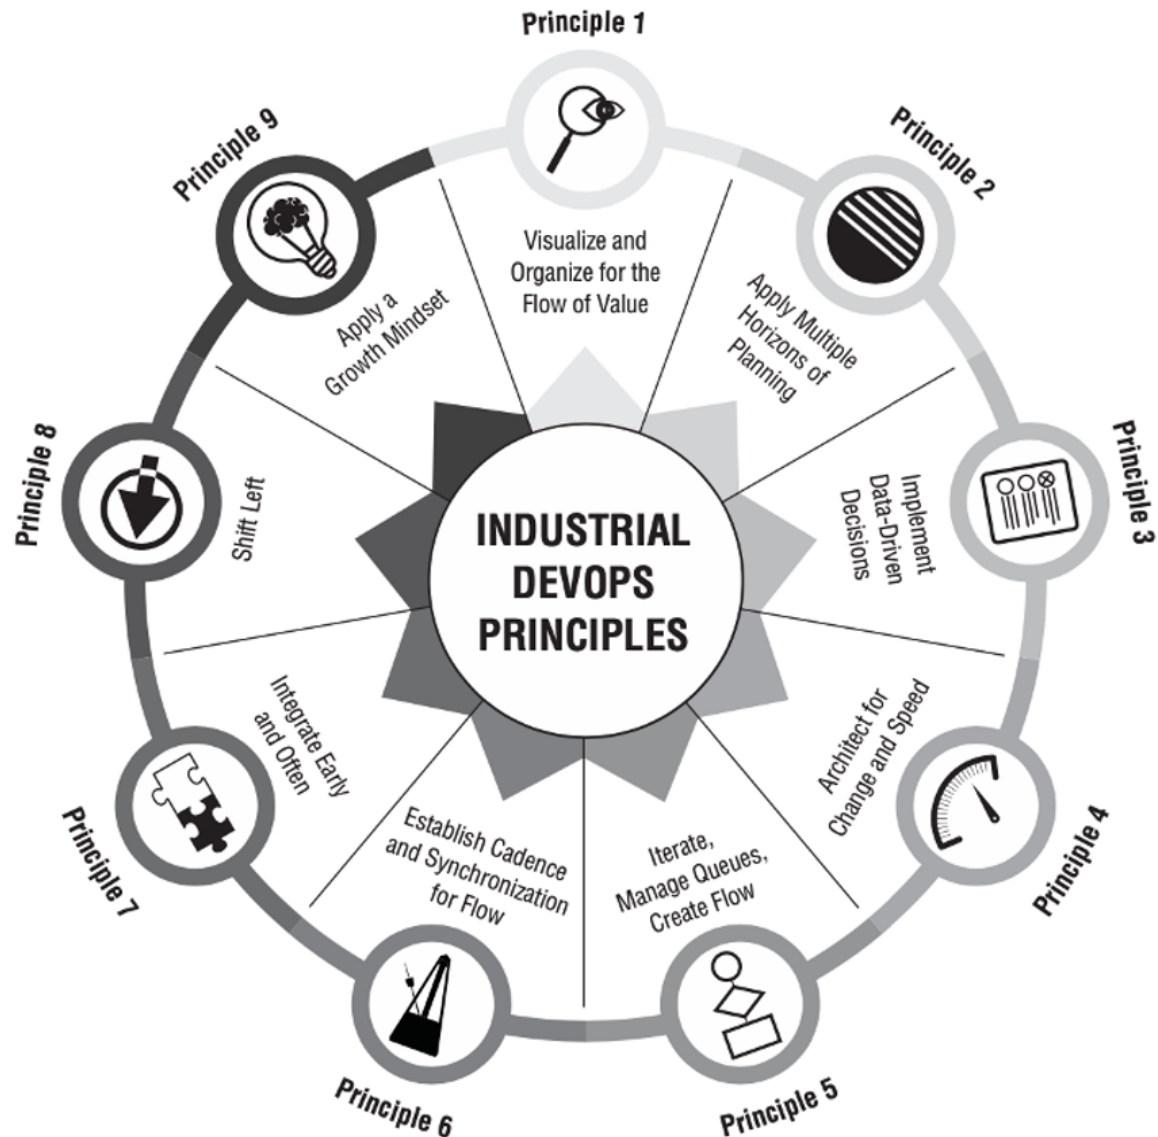 Principle 1
Visualize and
Organize for the
Flow of Value
Principle 2
Apply Multiple
Horizons of
Planning
Principle 3
Implement
Data-Driven
Decisions
Principle 4
Architect for
Change and Speed
Principle 5
Iterate,
Manage Queues,
Create Flow
Principle 6
Establish Cadence
and Synchronization
for Flow
Principle 7
Integrate Early
and Often
Principle 8
Shift Left
Principle 9
Apply a
Growth Mindset
INDUSTRIAL
DEVOPS
PRINCIPLES